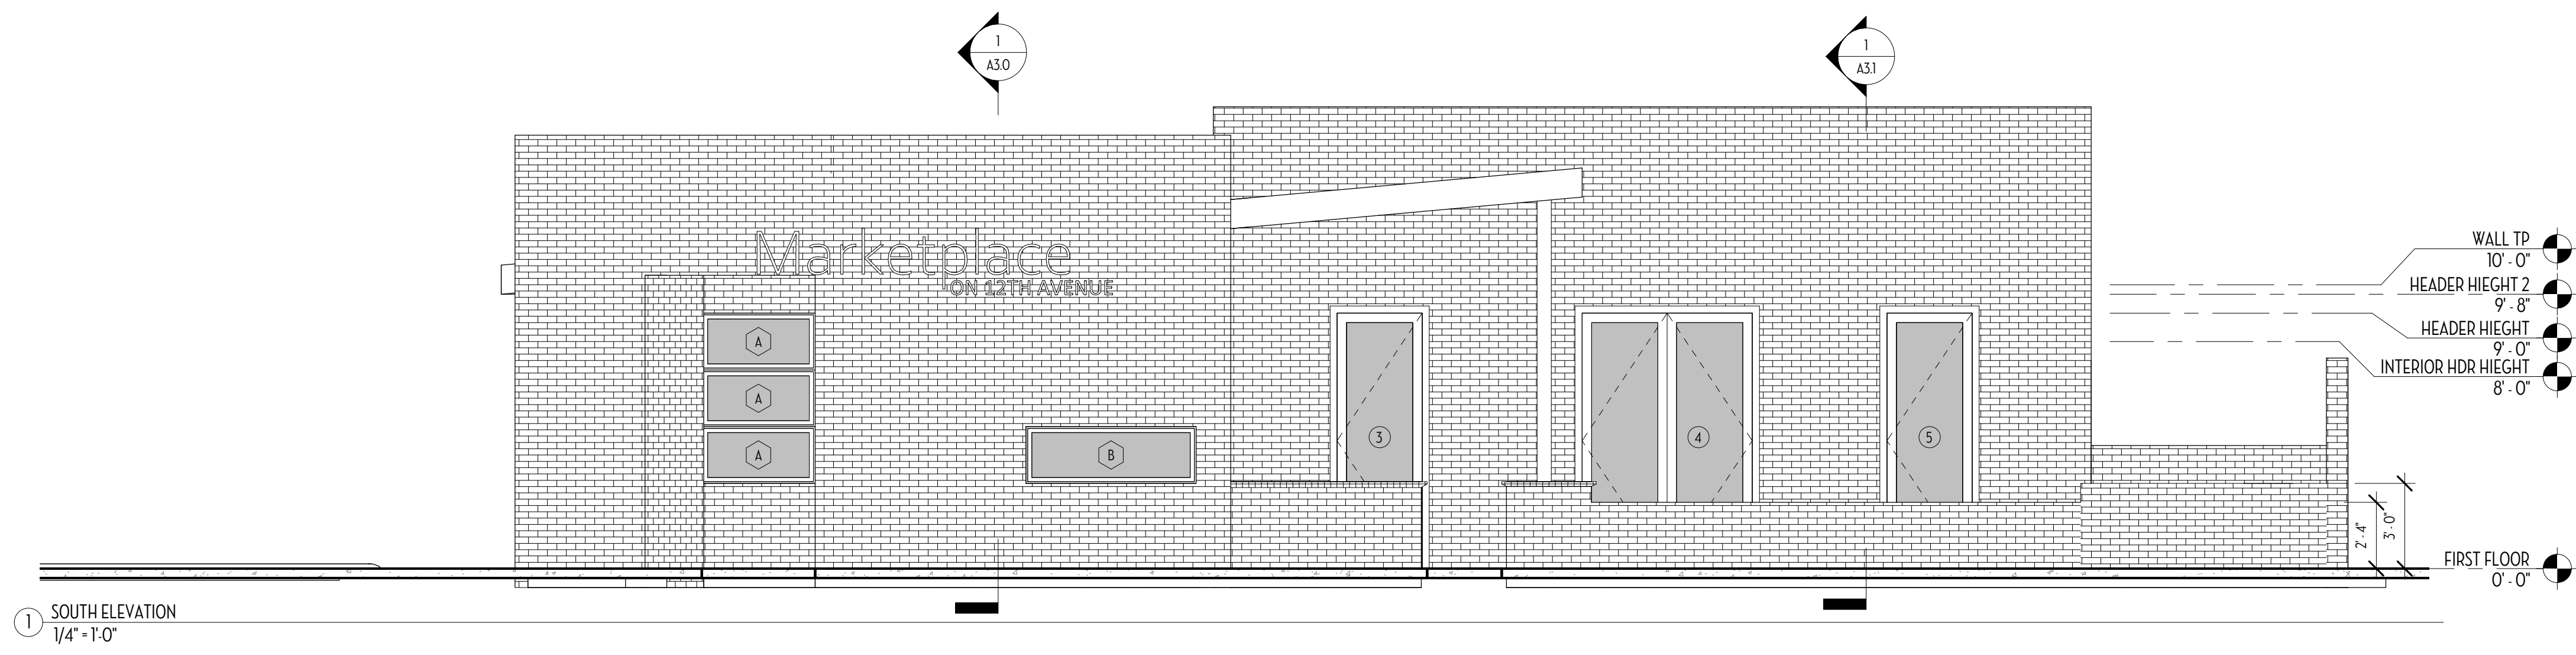 1
A3.0
1
A3.1
Marketplace
ON 12TH AVENUE
WALL TP
10' - 0"
HEADER HIEGHT 2
9' - 8"
HEADER HIEGHT
9' - 0"
INTERIOR HDR HIEGHT
8' - 0"
A
A
A
B
3
4
5
2' - 4"
3' - 0"
FIRST FLOOR
0' - 0"
1
SOUTH ELEVATION
1/4" = 1'-0"